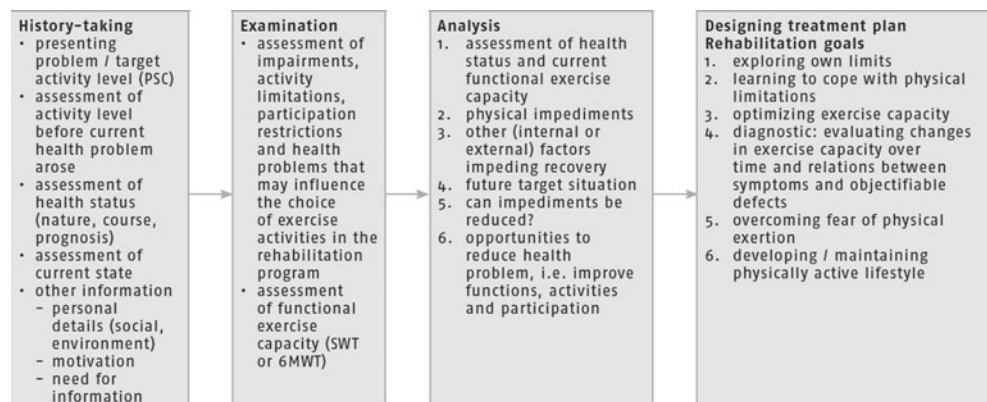 History-taking
• presenting
problem / target
activity level (PSC)
• assessment of
activity level
before current
health problem
arose
• assessment of
health status
(nature, course,
prognosis)
• assessment of
current state
• other information
– personal
details (social,
environment)
– motivation
– need for
information
Examination
• assessment of
impairments,
activity
limitations,
participation
restrictions
and health
problems that
may influence
the choice
of exercise
activities in the
rehabilitation
program
• assessment
of functional
exercise
capacity (SWT
or 6MWT)
Analysis
1. assessment of health
status and current
functional exercise
capacity
2. physical impediments
3. other (internal or
external) factors
impeding recovery
4. future target situation
5. can impediments be
reduced?
6. opportunities to
reduce health
problem, i.e. improve
functions, activities
and participation
Designing treatment plan
Rehabilitation goals
1. exploring own limits
2. learning to cope with physical
limitations
3. optimizing exercise capacity
4. diagnostic: evaluating changes
in exercise capacity over
time and relations between
symptoms and objectifiable
defects
5. overcoming fear of physical
exertion
6. developing / maintaining
physically active lifestyle